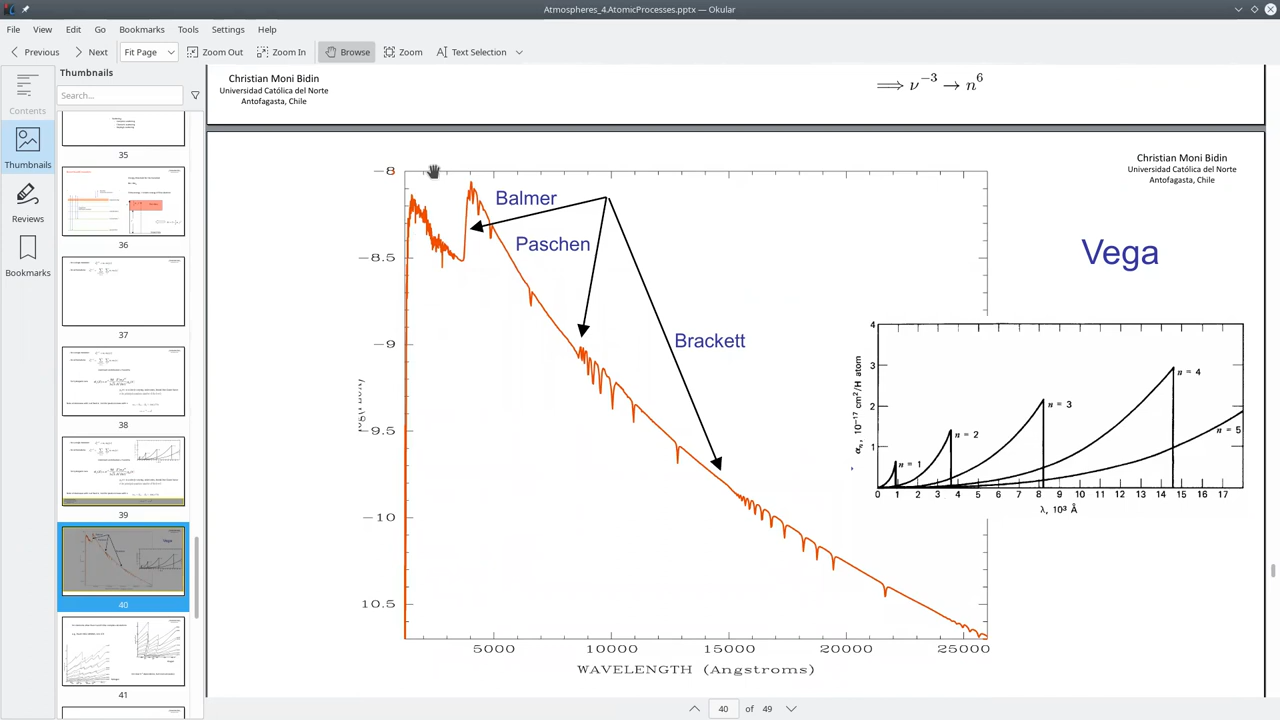 Atmospheres_4.AtomicProcesses.pptx — Okular
File View Edit Go Bookmarks Tools Settings Help
Previous Next Fit Page Zoom Out Zoom In Browse Zoom Text Selection
Contents
Thumbnails
Reviews
Bookmarks
Thumbnails
Search...
35
36
37
38
39
40
41
Christian Moni Bidin
Universidad Católica del Norte
Antofagasta, Chile
⟹ ν⁻³ → n⁶
Christian Moni Bidin
Universidad Católica del Norte
Antofagasta, Chile
Vega
Balmer
Paschen
Brackett
−8
−8.5
−9
−9.5
−10
10.5
5000 10000 15000 20000 25000
WAVELENGTH (Angstroms)
4
3
2
1
αn, 10⁻¹⁷ cm²/H atom
n = 1
n = 2
n = 3
n = 4
n = 5
0 1 2 3 4 5 6 7 8 9 10 11 12 13 14 15 16 17
λ, 10³ Å
40 of 49